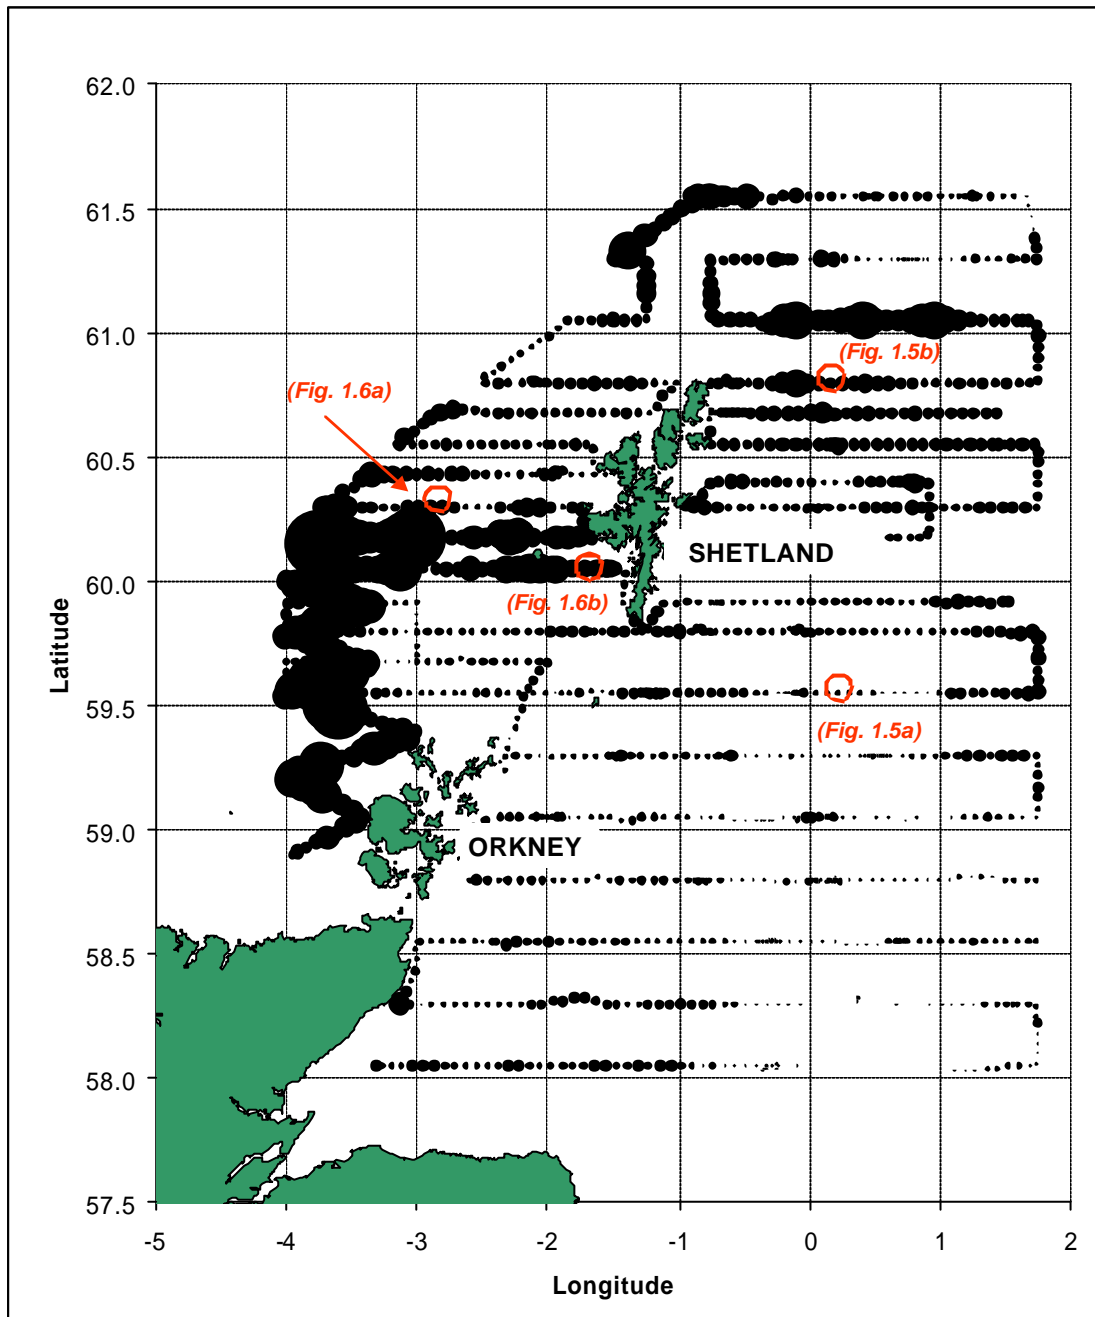 62.0
61.5
61.0
(Fig. 1.5b)
(Fig. 1.6a)
60.5
SHETLAND
60.0
(Fig. 1.6b)
Latitude
59.5
(Fig. 1.5a)
59.0
ORKNEY
58.5
58.0
57.5
-5 -4 -3 -2 -1 0 1 2
Longitude